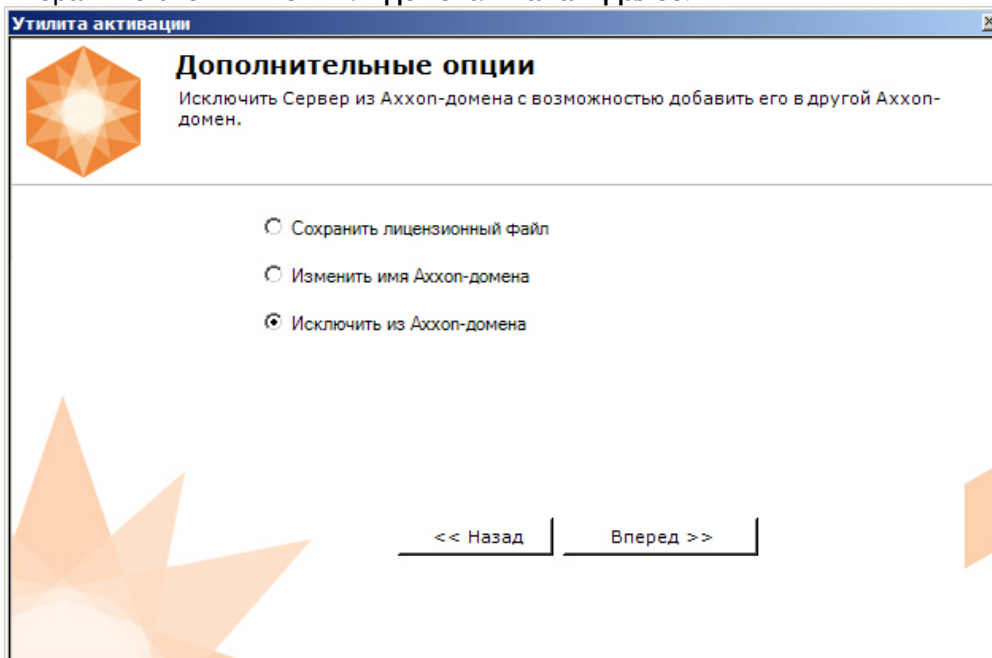 Утилита активации
Дополнительные опции
Исключить Сервер из Axxon-домена с возможностью добавить его в другой Axxon-
домен.
Сохранить лицензионный файл
Изменить имя Axxon-домена
Исключить из Axxon-домена
<< Назад
Вперед >>